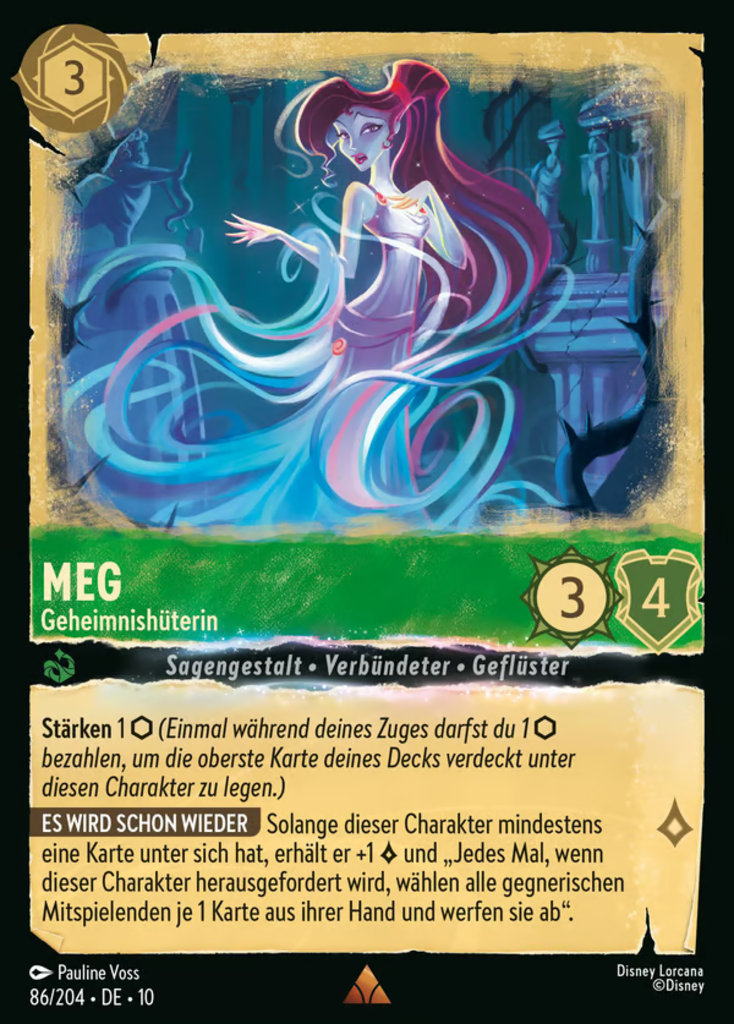 3
MEG
Geheimnishüterin
3
4
Sagengestalt • Verbündeter • Geflüster
Stärken 1 ⬡ (Einmal während deines Zuges darfst du 1 ⬡
bezahlen, um die oberste Karte deines Decks verdeckt unter
diesen Charakter zu legen.)
ES WIRD SCHON WIEDER Solange dieser Charakter mindestens
eine Karte unter sich hat, erhält er +1 ◊ und „Jedes Mal, wenn
dieser Charakter herausgefordert wird, wählen alle gegnerischen
Mitspielenden je 1 Karte aus ihrer Hand und werfen sie ab“.
Pauline Voss
86/204 • DE • 10
Disney Lorcana
©Disney